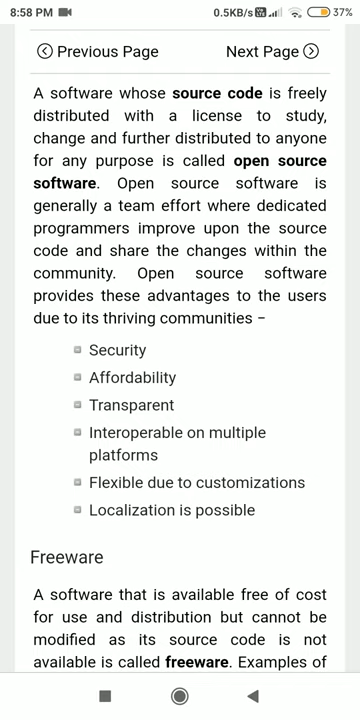 8:58 PM
0.5KB/s
37%
Previous Page
Next Page
A software whose source code is freely
distributed with a license to study,
change and further distributed to anyone
for any purpose is called open source
software. Open source software is
generally a team effort where dedicated
programmers improve upon the source
code and share the changes within the
community. Open source software
provides these advantages to the users
due to its thriving communities −
Security
Affordability
Transparent
Interoperable on multiple
platforms
Flexible due to customizations
Localization is possible
Freeware
A software that is available free of cost
for use and distribution but cannot be
modified as its source code is not
available is called freeware. Examples of